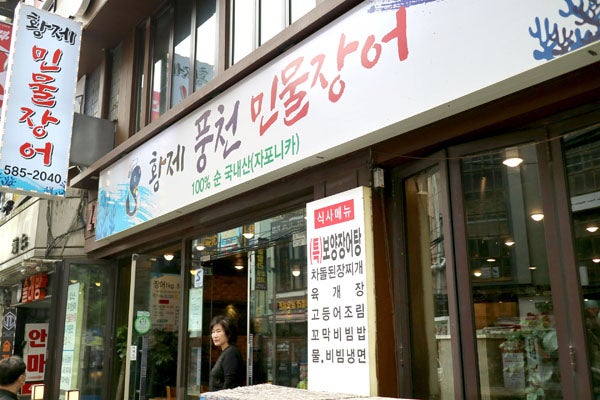 황제
민물장어
585-2040
황제 풍천 민물장어
100% 순 국내산(자포니카)
식사메뉴
(특)보양장어탕
차돌된장찌개
육개장
고등어조림
꼬막비빔밥
물.비빔냉면
안마